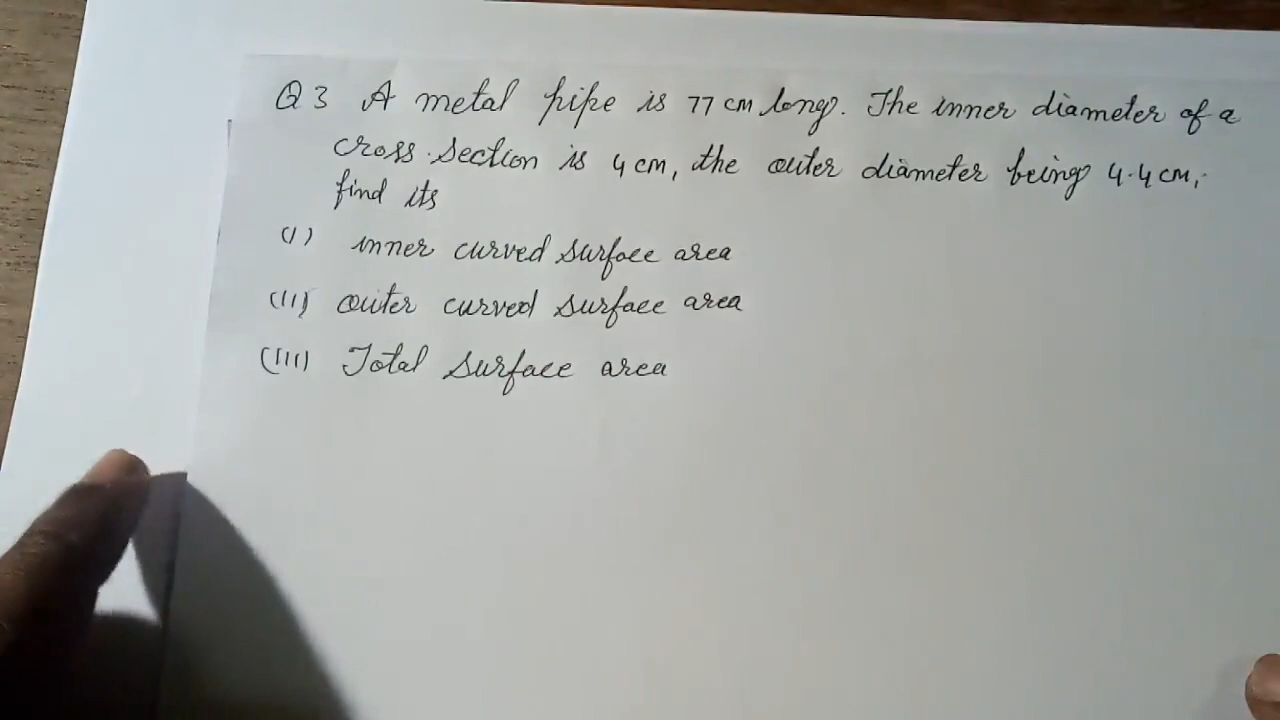 Q 3 A metal pipe is 77 cm long. The inner diameter of a
cross section is 4 cm, the outer diameter being 4.4 cm,
find its
(I) inner curved surface area
(II) outer curved surface area
(III) Total surface area